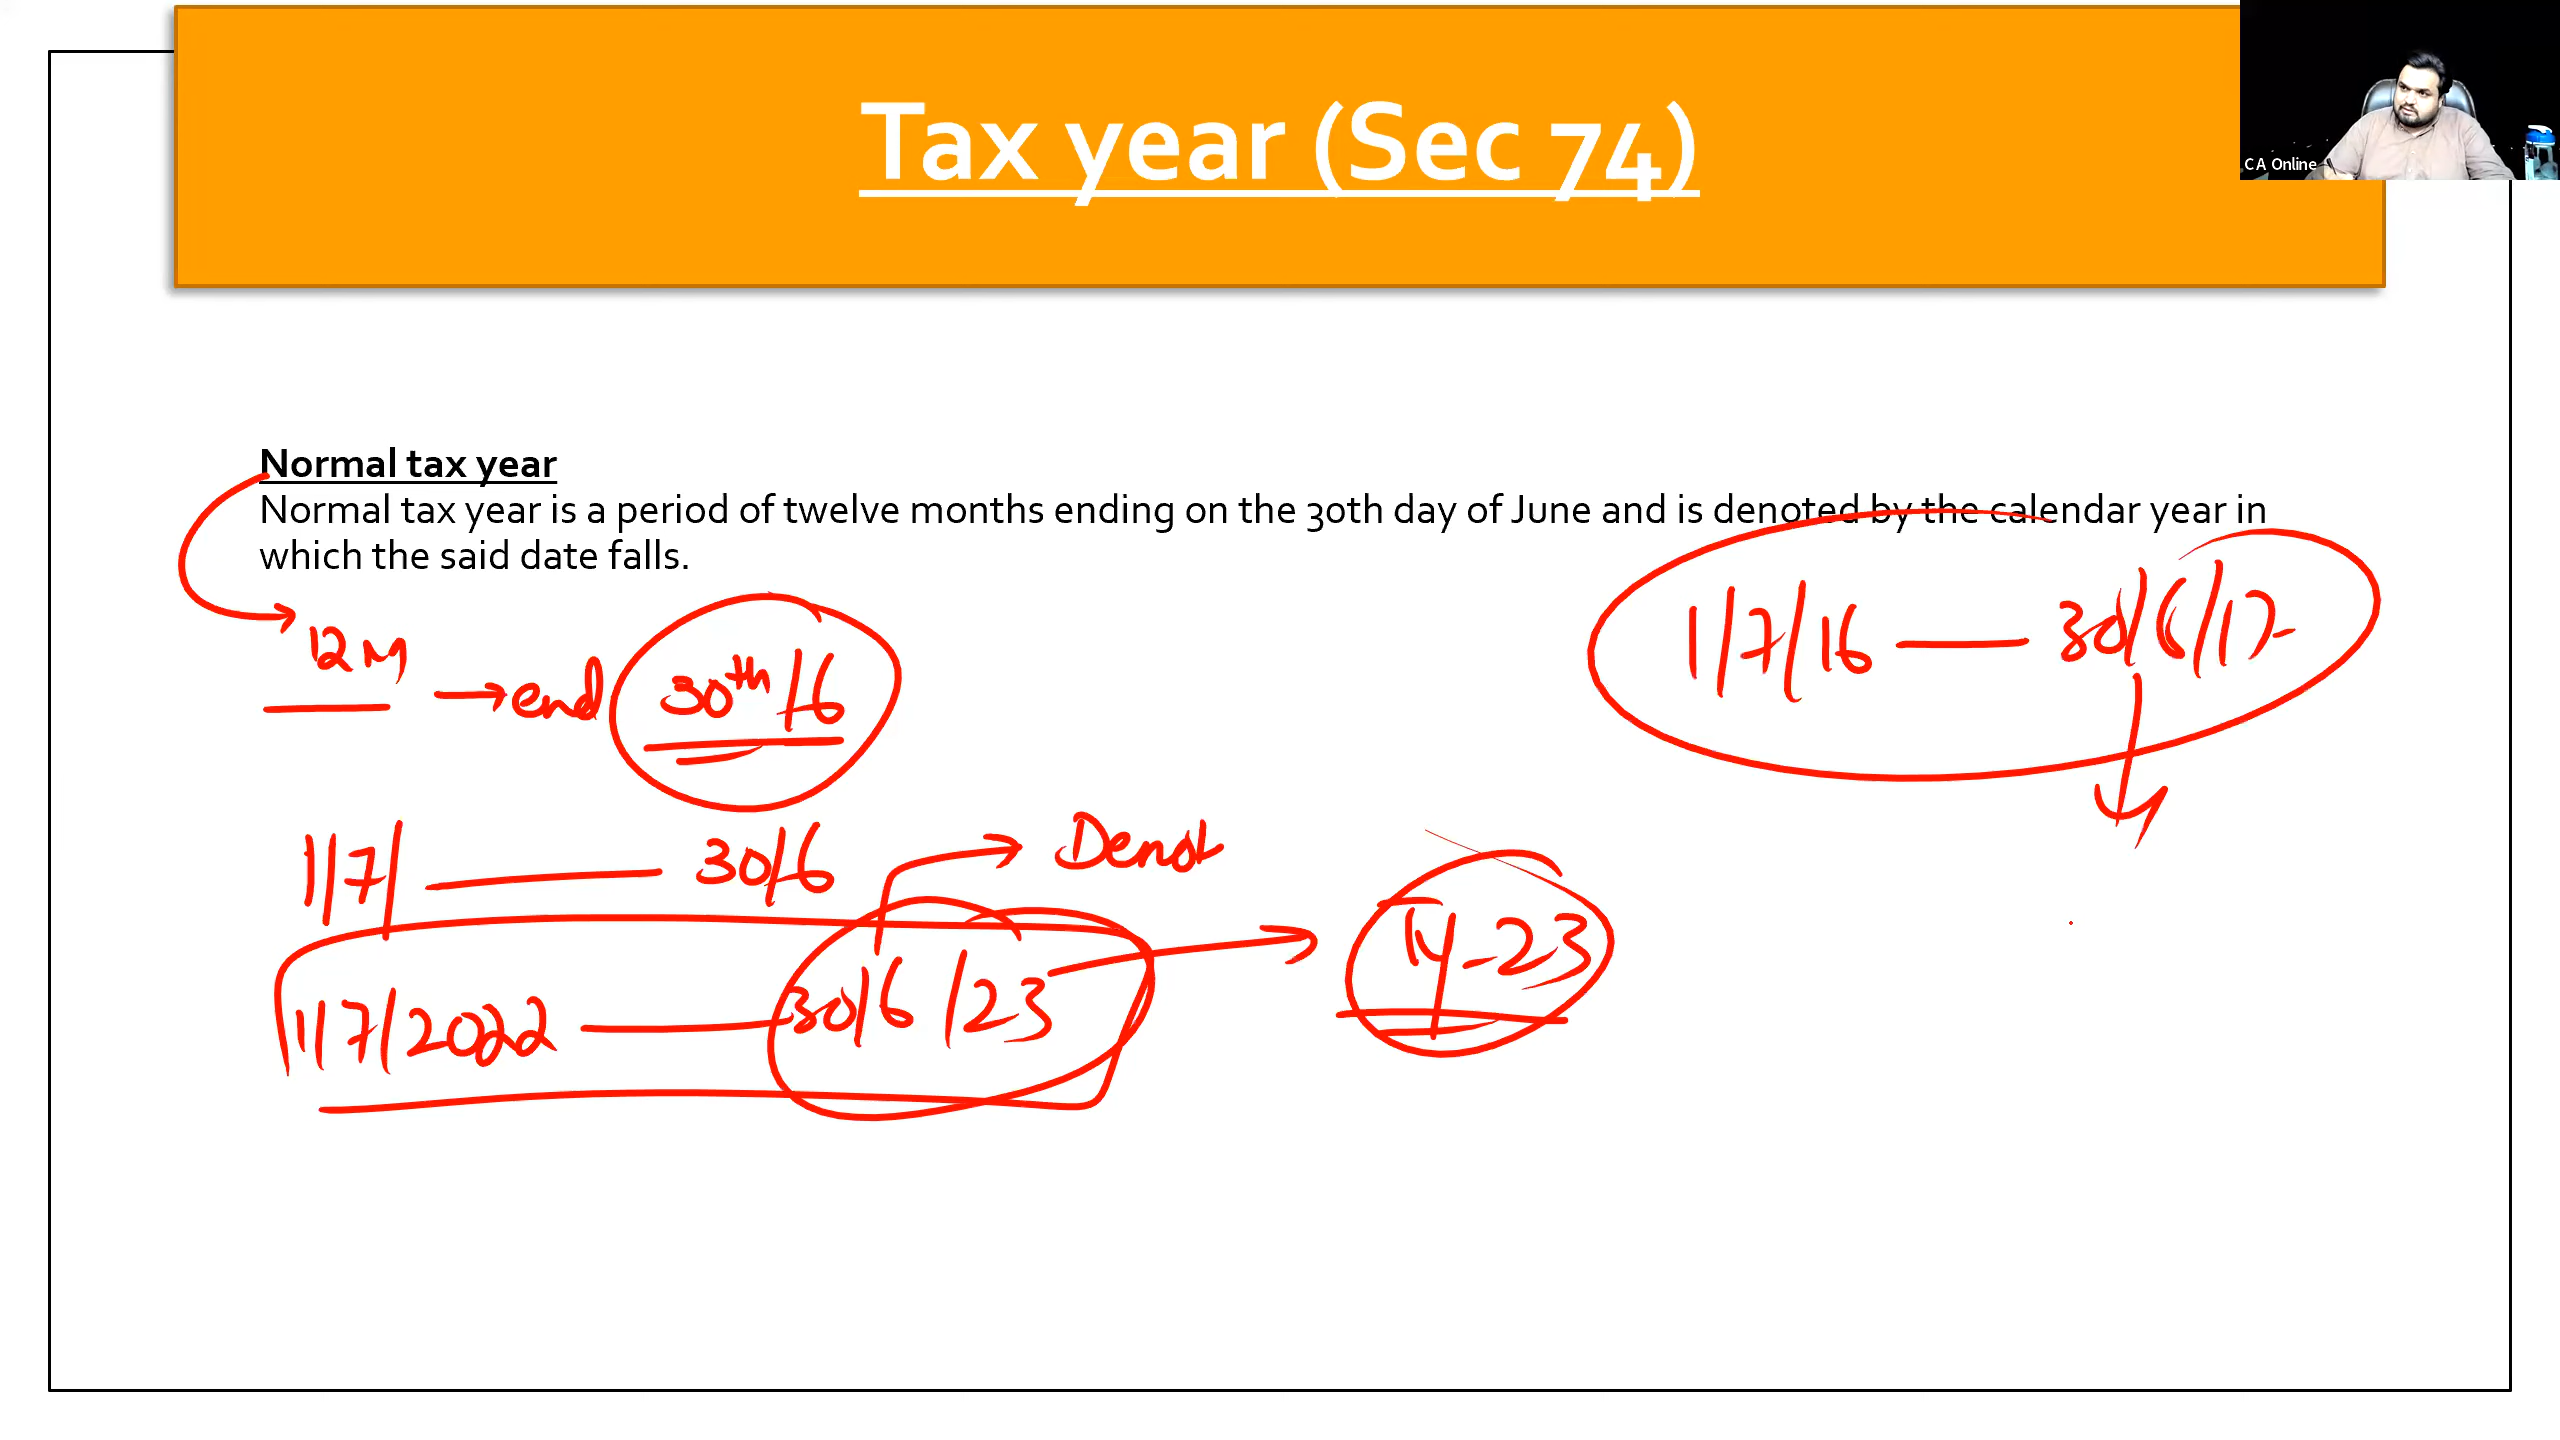 Tax year (Sec 74)
CA Online
Normal tax year
Normal tax year is a period of twelve months ending on the 30th day of June and is denoted by the calendar year in
which the said date falls.
12 M
→ end 30th/6
1/7/16 — 30/6/17
1/7/ — 30/6
→ Denot
1/7/2022 — 30/6/23 → TY-23